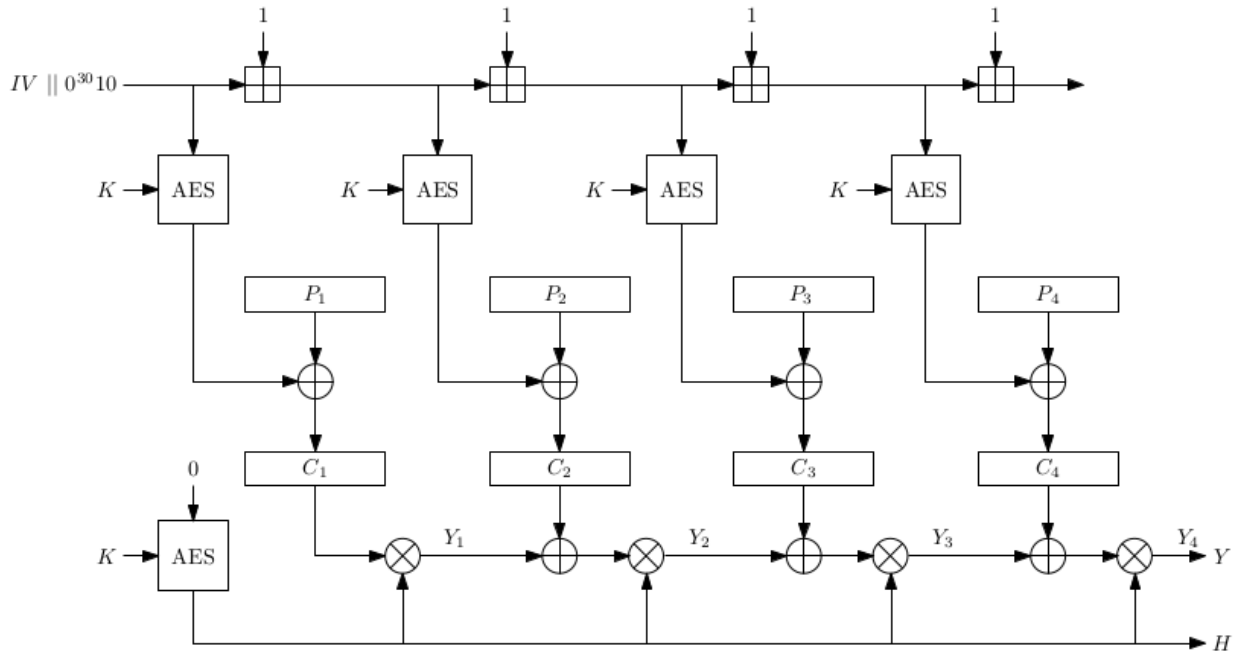 1 1 1 1
IV || 0³⁰10
K AES K AES K AES K AES
P₁ P₂ P₃ P₄
C₁ C₂ C₃ C₄
0
K AES Y₁ Y₂ Y₃ Y₄ Y
H